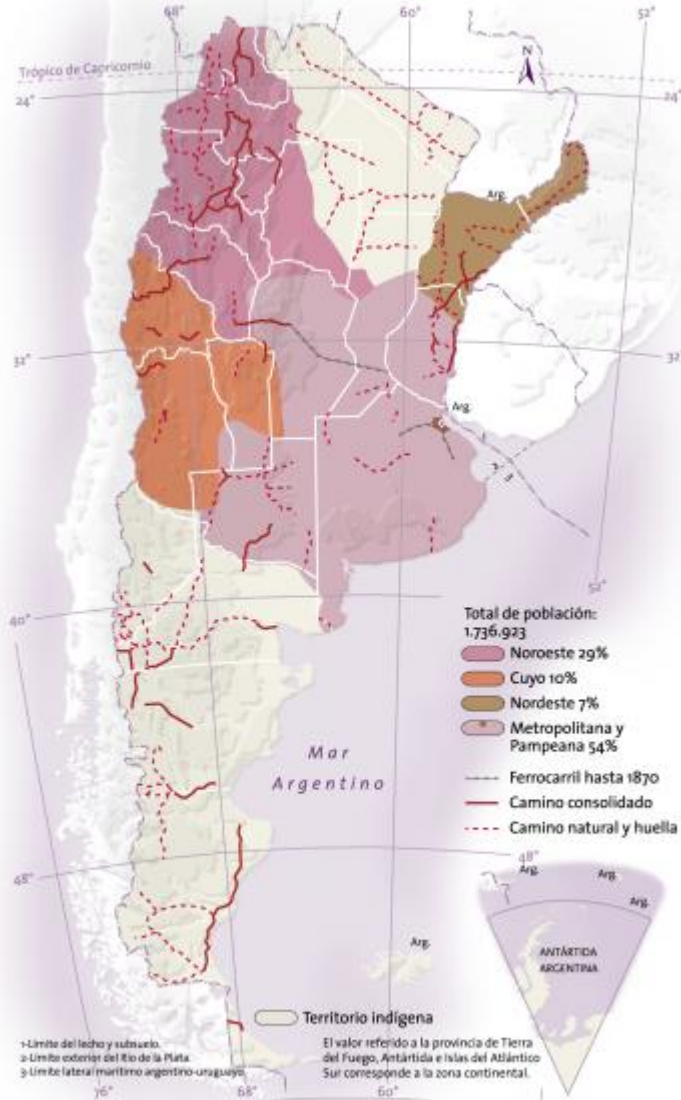 68°
60°
52°
N
Trópico de Capricornio
24°
24°
Arg.
32°
32°
Arg.
1
2
3
52°
40°
Total de población:
1.736.923
Noroeste 29%
Cuyo 10%
Nordeste 7%
Metropolitana y
Pampeana 54%
Ferrocarril hasta 1870
Camino consolidado
Camino natural y huella
Mar
Argentino
48°
48°
Arg.
Arg.
Arg.
Arg.
ANTÁRTIDA
ARGENTINA
Territorio indígena
1-Límite del lecho y subsuelo.
2-Límite exterior del Río de la Plata.
3-Límite lateral marítimo argentino-uruguayo.
El valor referido a la provincia de Tierra
del Fuego, Antártida e Islas del Atlántico
Sur corresponde a la zona continental.
76°
68°
60°